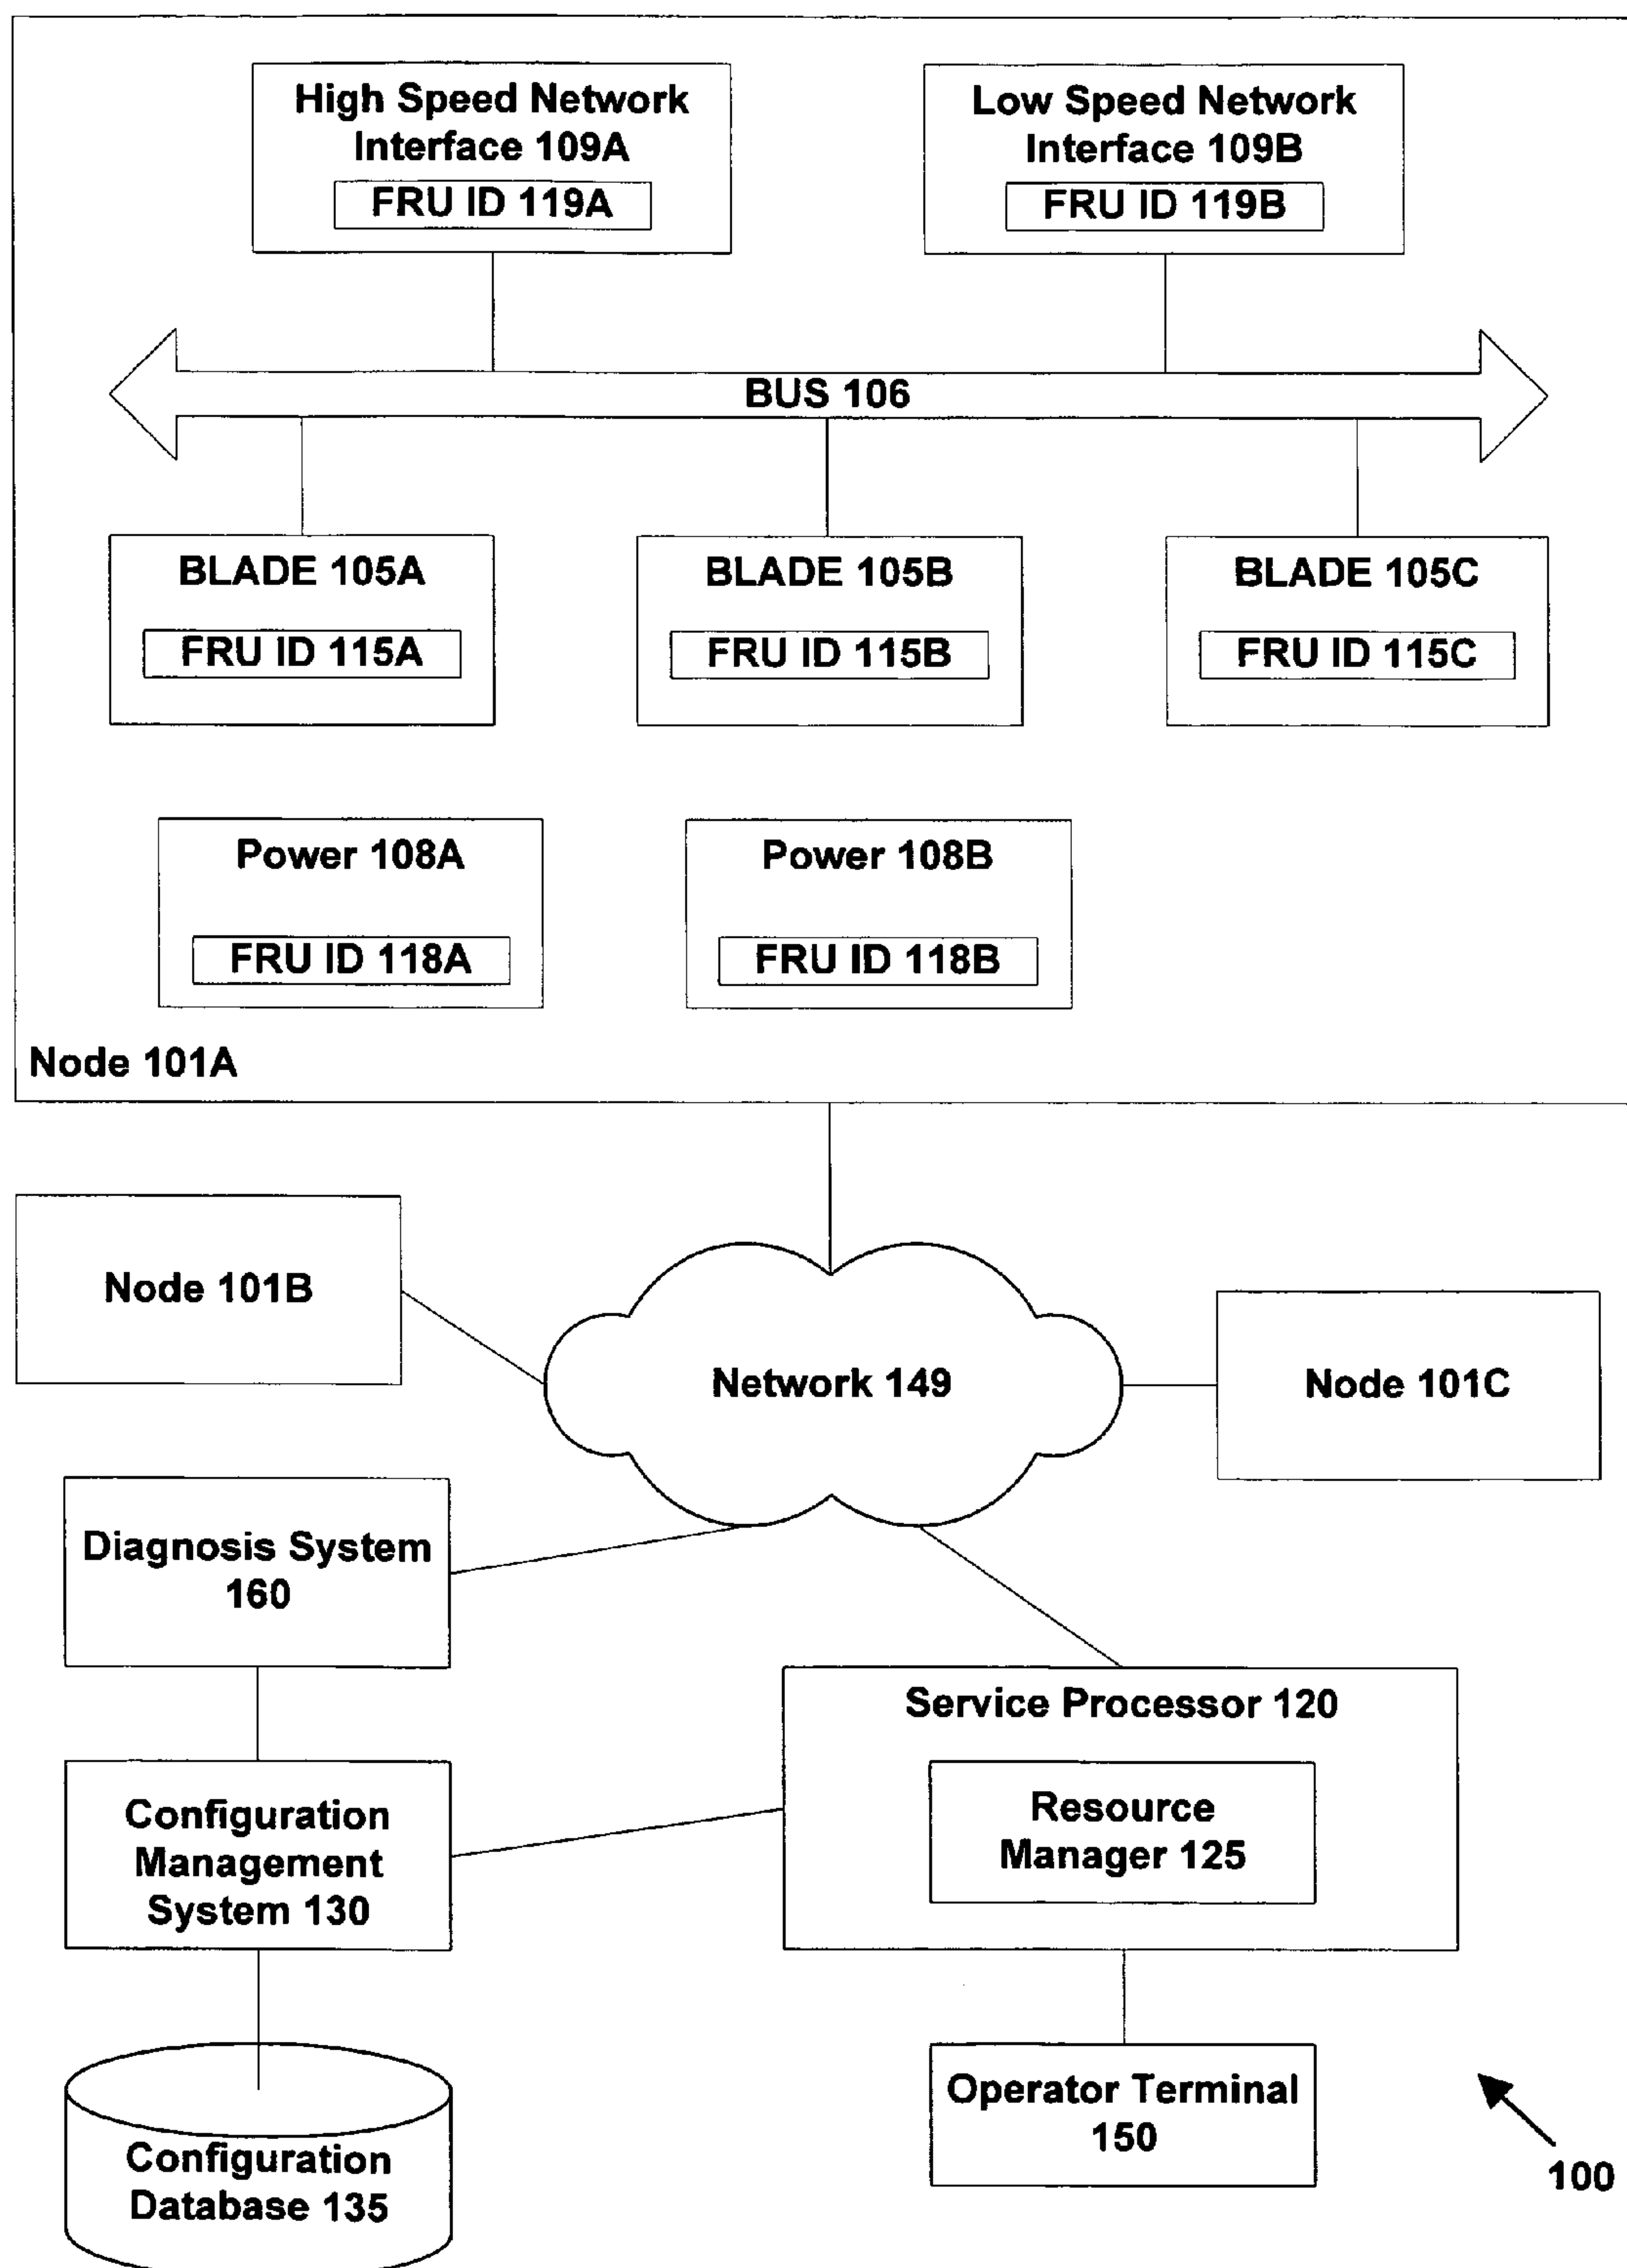 High Speed Network
Interface 109A
FRU ID 119A
Low Speed Network
Interface 109B
FRU ID 119B
BUS 106
BLADE 105A
FRU ID 115A
BLADE 105B
FRU ID 115B
BLADE 105C
FRU ID 115C
Power 108A
FRU ID 118A
Power 108B
FRU ID 118B
Node 101A
Node 101B
Network 149
Node 101C
Diagnosis System
160
Service Processor 120
Resource
Manager 125
Configuration
Management
System 130
Operator Terminal
150
Configuration
Database 135
100